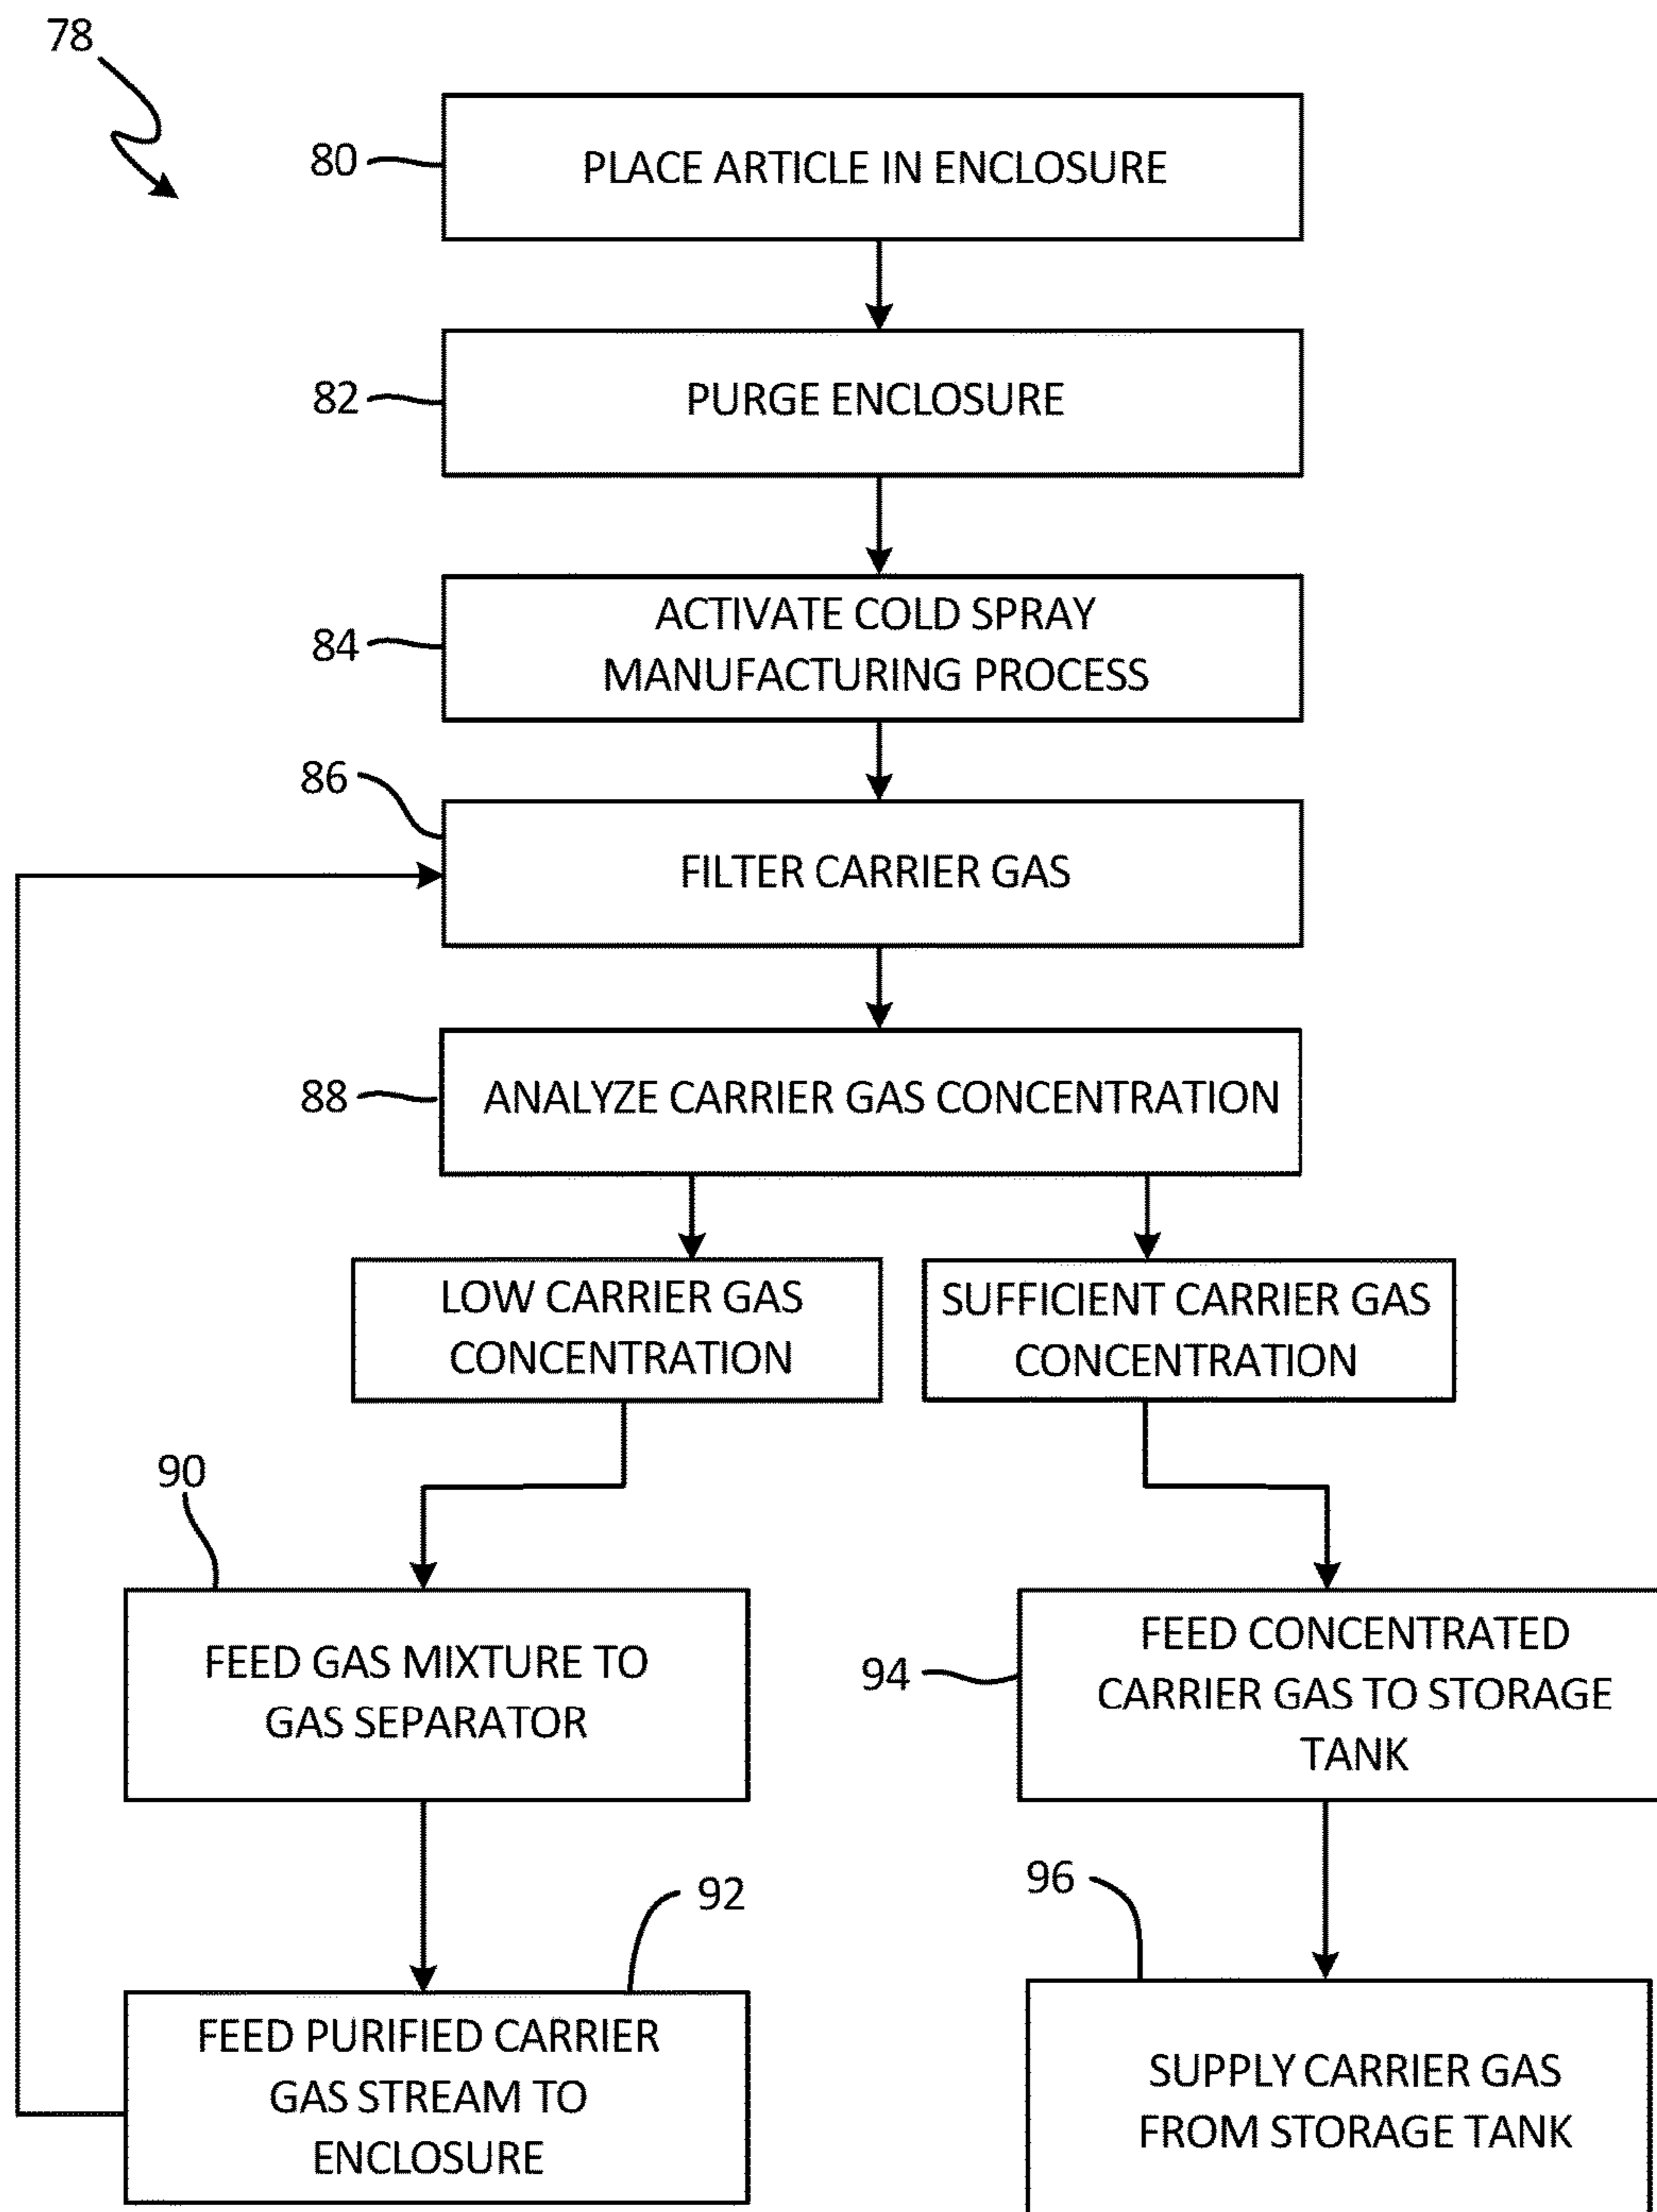 78
80
PLACE ARTICLE IN ENCLOSURE
82
PURGE ENCLOSURE
84
ACTIVATE COLD SPRAY
MANUFACTURING PROCESS
86
FILTER CARRIER GAS
88
ANALYZE CARRIER GAS CONCENTRATION
LOW CARRIER GAS
CONCENTRATION
SUFFICIENT CARRIER GAS
CONCENTRATION
90
FEED GAS MIXTURE TO
GAS SEPARATOR
94
FEED CONCENTRATED
CARRIER GAS TO STORAGE
TANK
92
FEED PURIFIED CARRIER
GAS STREAM TO
ENCLOSURE
96
SUPPLY CARRIER GAS
FROM STORAGE TANK